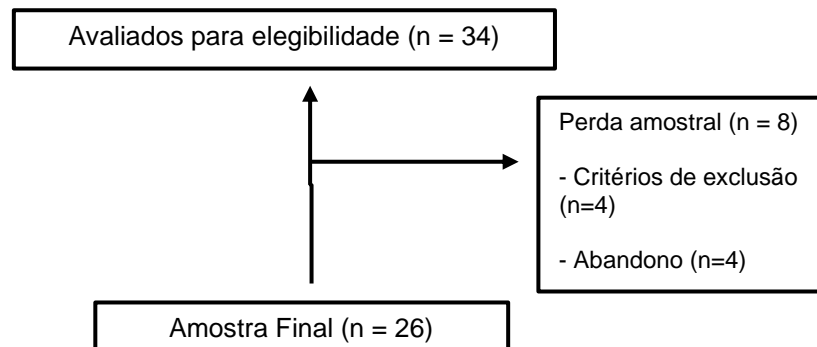 Avaliados para elegibilidade (n = 34)
Perda amostral (n = 8)
- Critérios de exclusão
(n=4)
- Abandono (n=4)
Amostra Final (n = 26)